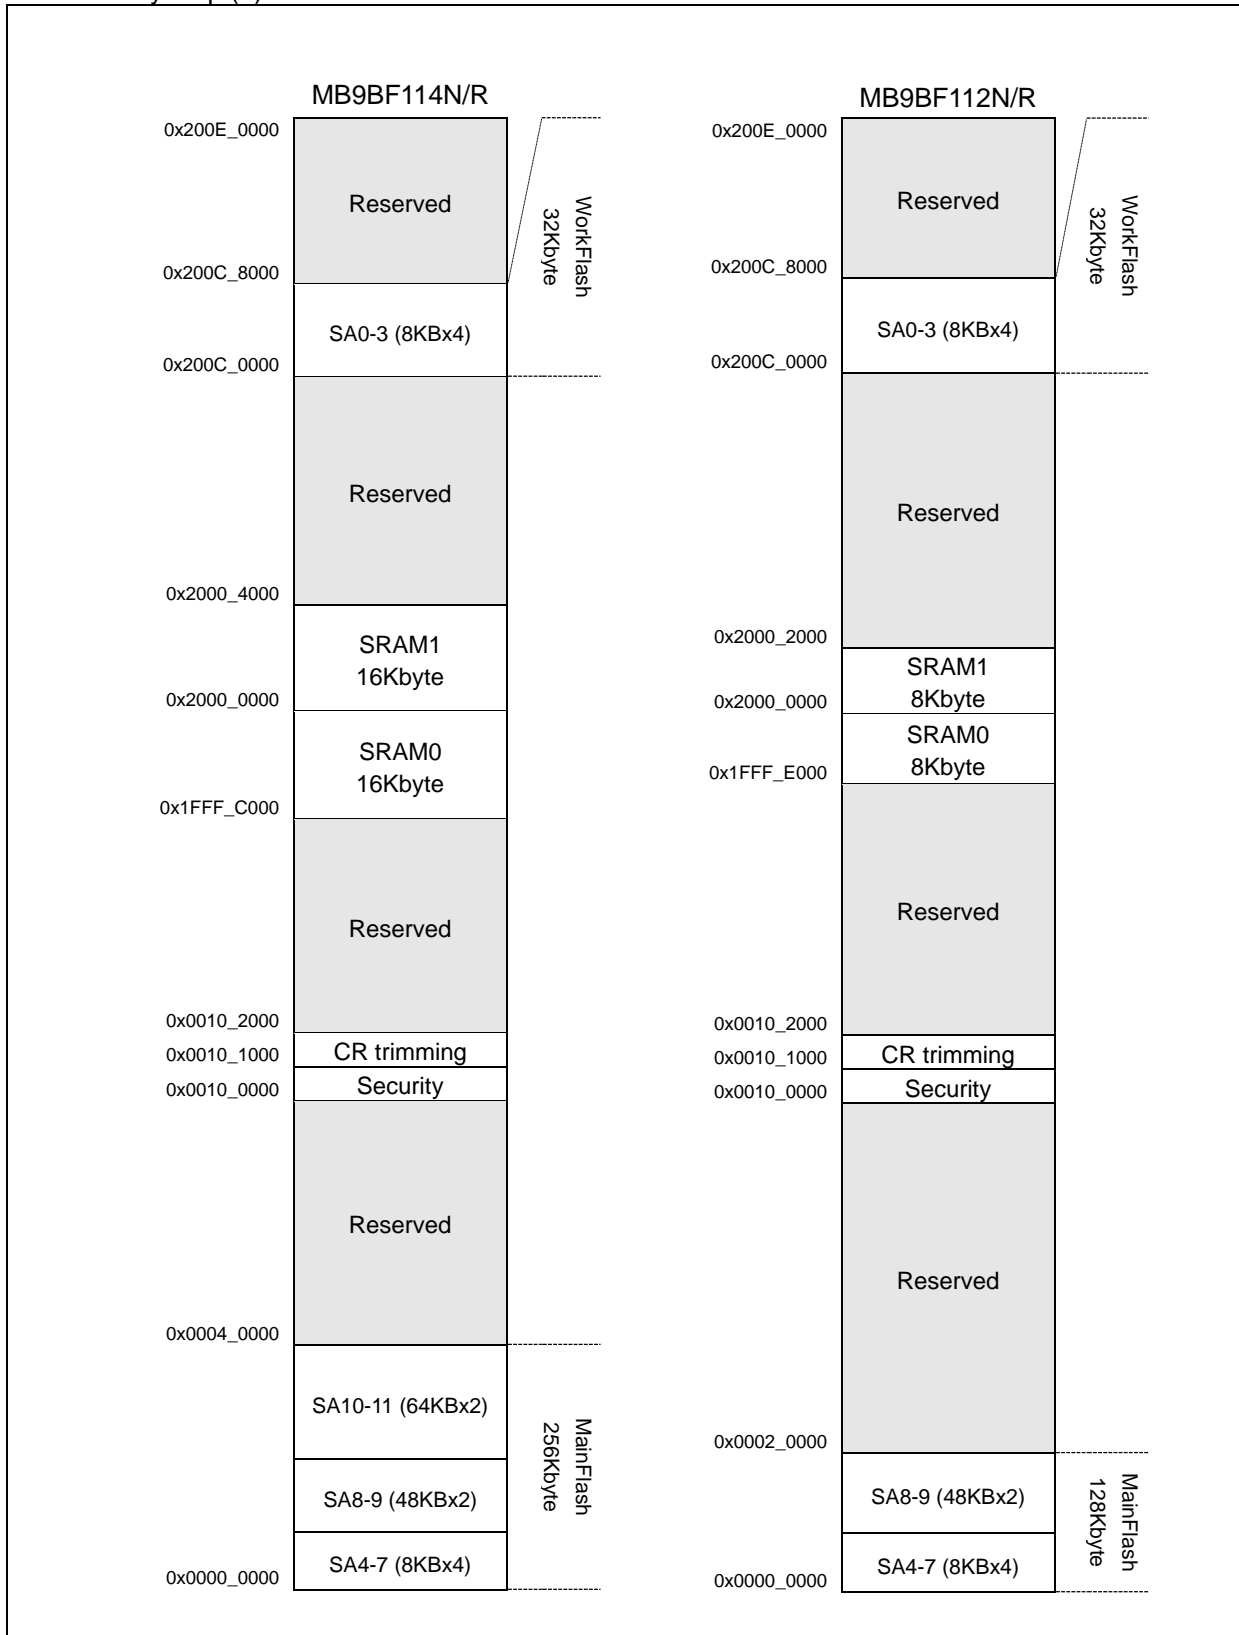 MB9BF114N/R
0x200E_0000
Reserved
WorkFlash
32Kbyte
0x200C_8000
SA0-3 (8KBx4)
0x200C_0000
Reserved
0x2000_4000
SRAM1
16Kbyte
0x2000_0000
SRAM0
16Kbyte
0x1FFF_C000
Reserved
0x0010_2000
CR trimming
0x0010_1000
Security
0x0010_0000
Reserved
0x0004_0000
SA10-11 (64KBx2)
MainFlash
256Kbyte
SA8-9 (48KBx2)
SA4-7 (8KBx4)
0x0000_0000
MB9BF112N/R
0x200E_0000
Reserved
WorkFlash
32Kbyte
0x200C_8000
SA0-3 (8KBx4)
0x200C_0000
Reserved
0x2000_2000
SRAM1
8Kbyte
0x2000_0000
SRAM0
8Kbyte
0x1FFF_E000
Reserved
0x0010_2000
CR trimming
0x0010_1000
Security
0x0010_0000
Reserved
0x0002_0000
SA8-9 (48KBx2)
MainFlash
128Kbyte
SA4-7 (8KBx4)
0x0000_0000